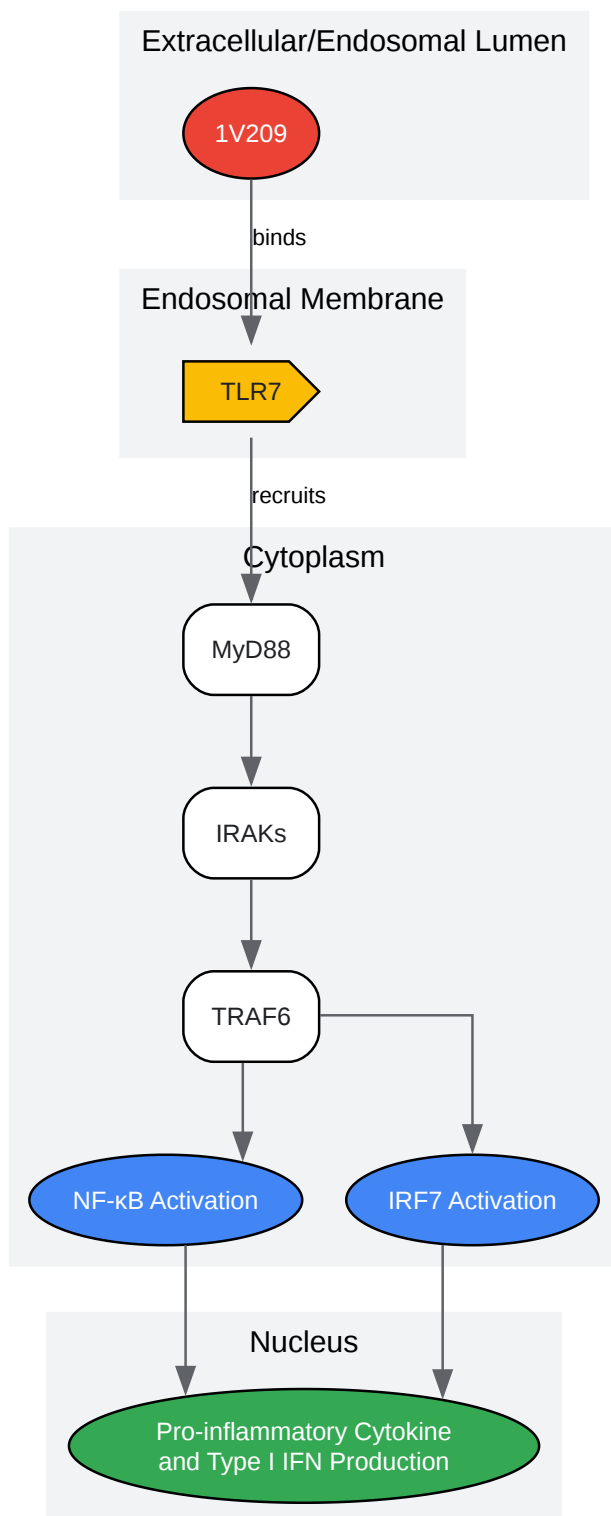 Extracellular/Endosomal Lumen
1V209
binds
Endosomal Membrane
TLR7
recruits
Cytoplasm
MyD88
IRAKs
TRAF6
NF-κB Activation
IRF7 Activation
Nucleus
Pro-inflammatory Cytokine
and Type I IFN Production